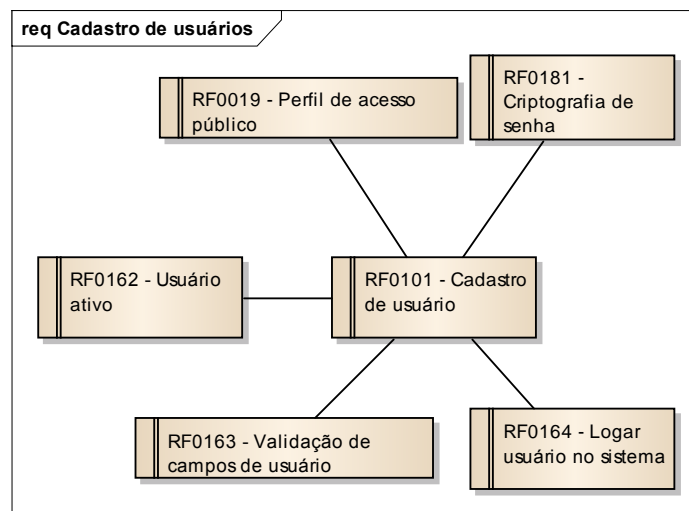 req Cadastro de usuários
RF0019 - Perfil de acesso
público
RF0181 -
Criptografia de
senha
RF0162 - Usuário
ativo
RF0101 - Cadastro
de usuário
RF0163 - Validação de
campos de usuário
RF0164 - Logar
usuário no sistema